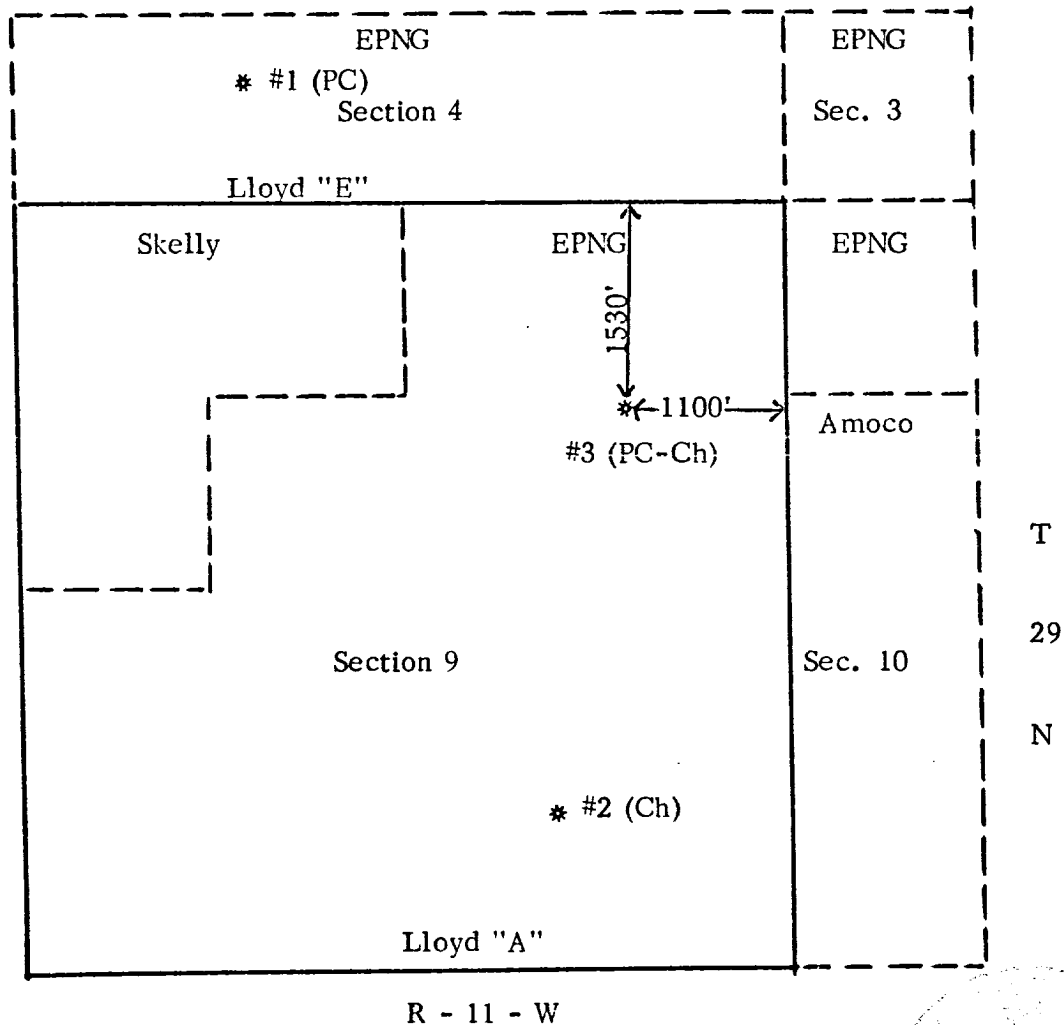 EPNG
EPNG
#1 (PC)
Section 4
Sec. 3
Lloyd "E"
Skelly
EPNG
EPNG
1530'
1100'
Amoco
#3 (PC-Ch)
T
29
N
Section 9
Sec. 10
#2 (Ch)
Lloyd "A"
R - 11 - W